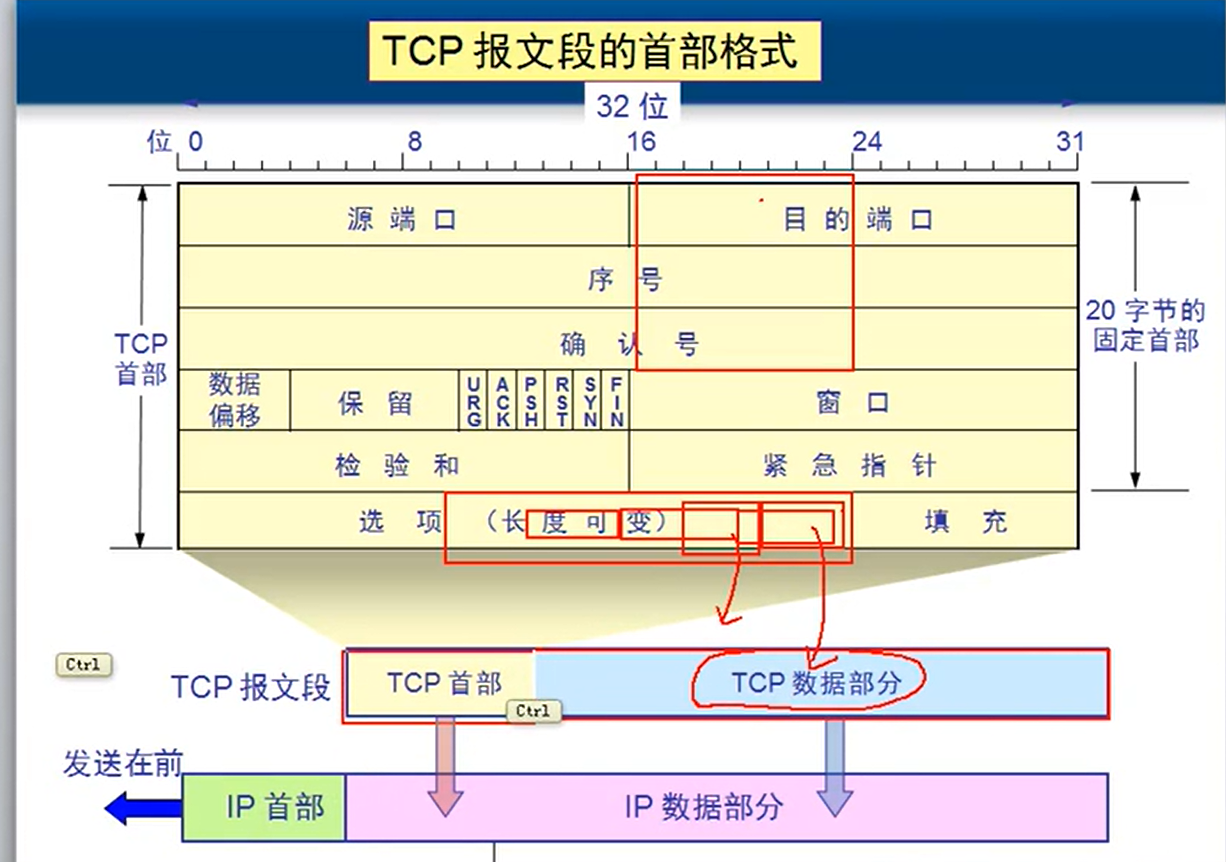 TCP 报文段的首部格式
32 位
位 0 8 16 24 31
源 端 口 目 的 端 口
序 号
确 认 号
TCP
首部
20 字节的
固定首部
数据
偏移
保 留
URG
ACK
PSH
RST
SYN
FIN
窗 口
检 验 和 紧 急 指 针
选 项 （长 度 可 变） 填 充
Ctrl
TCP 报文段 TCP 首部 TCP 数据部分
Ctrl
发送在前
IP 首部 IP 数据部分